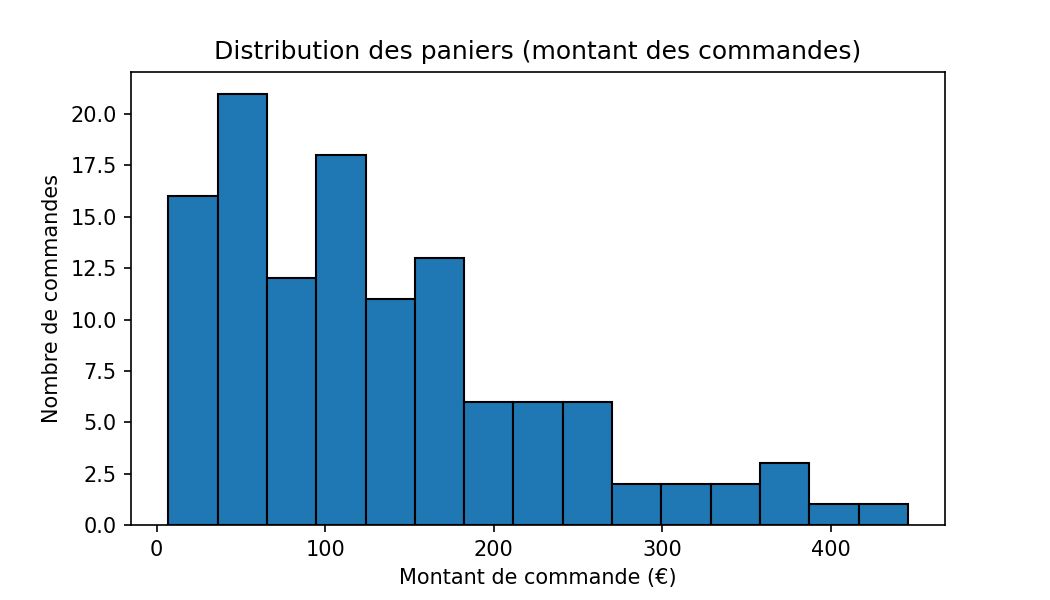 Distribution des paniers (montant des commandes)
Nombre de commandes
20.0
17.5
15.0
12.5
10.0
7.5
5.0
2.5
0.0
0 100 200 300 400
Montant de commande (€)